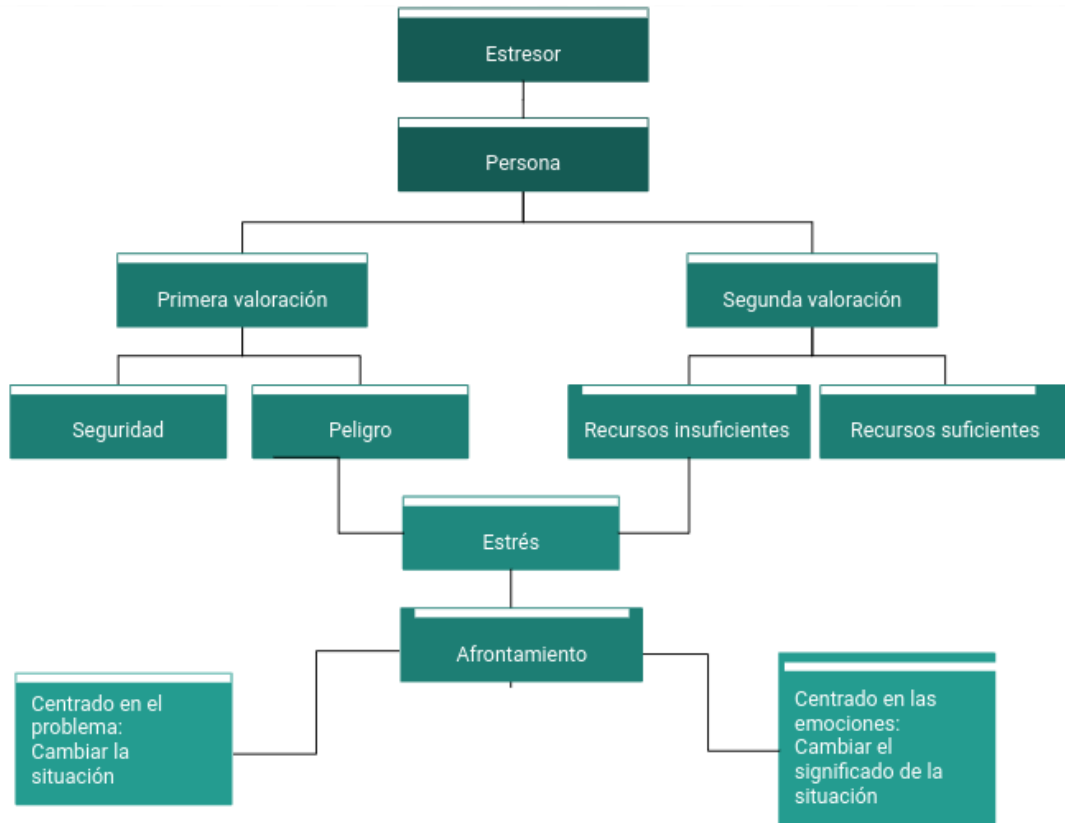 Estresor
Persona
Primera valoración
Segunda valoración
Seguridad
Peligro
Recursos insuficientes
Recursos suficientes
Estrés
Afrontamiento
Centrado en el
problema:
Cambiar la
situación
Centrado en las
emociones:
Cambiar el
significado de la
situación